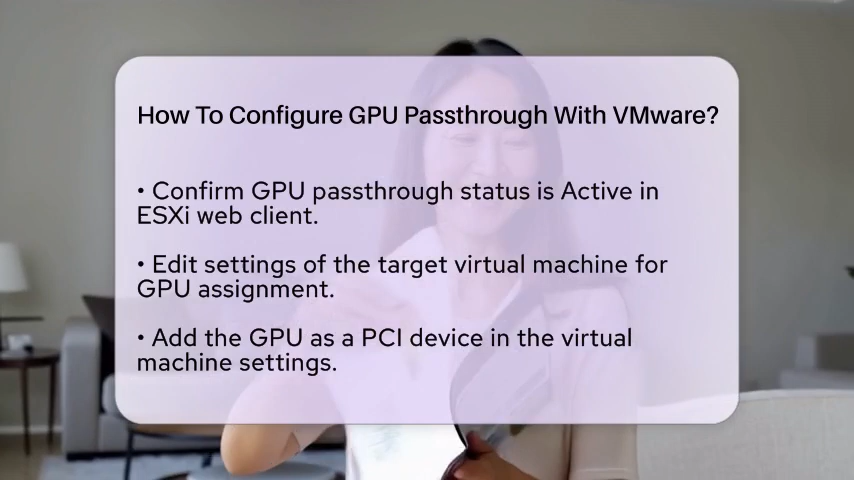 How To Configure GPU Passthrough With VMware?
• Confirm GPU passthrough status is Active in
ESXi web client.
• Edit settings of the target virtual machine for
GPU assignment.
• Add the GPU as a PCI device in the virtual
machine settings.